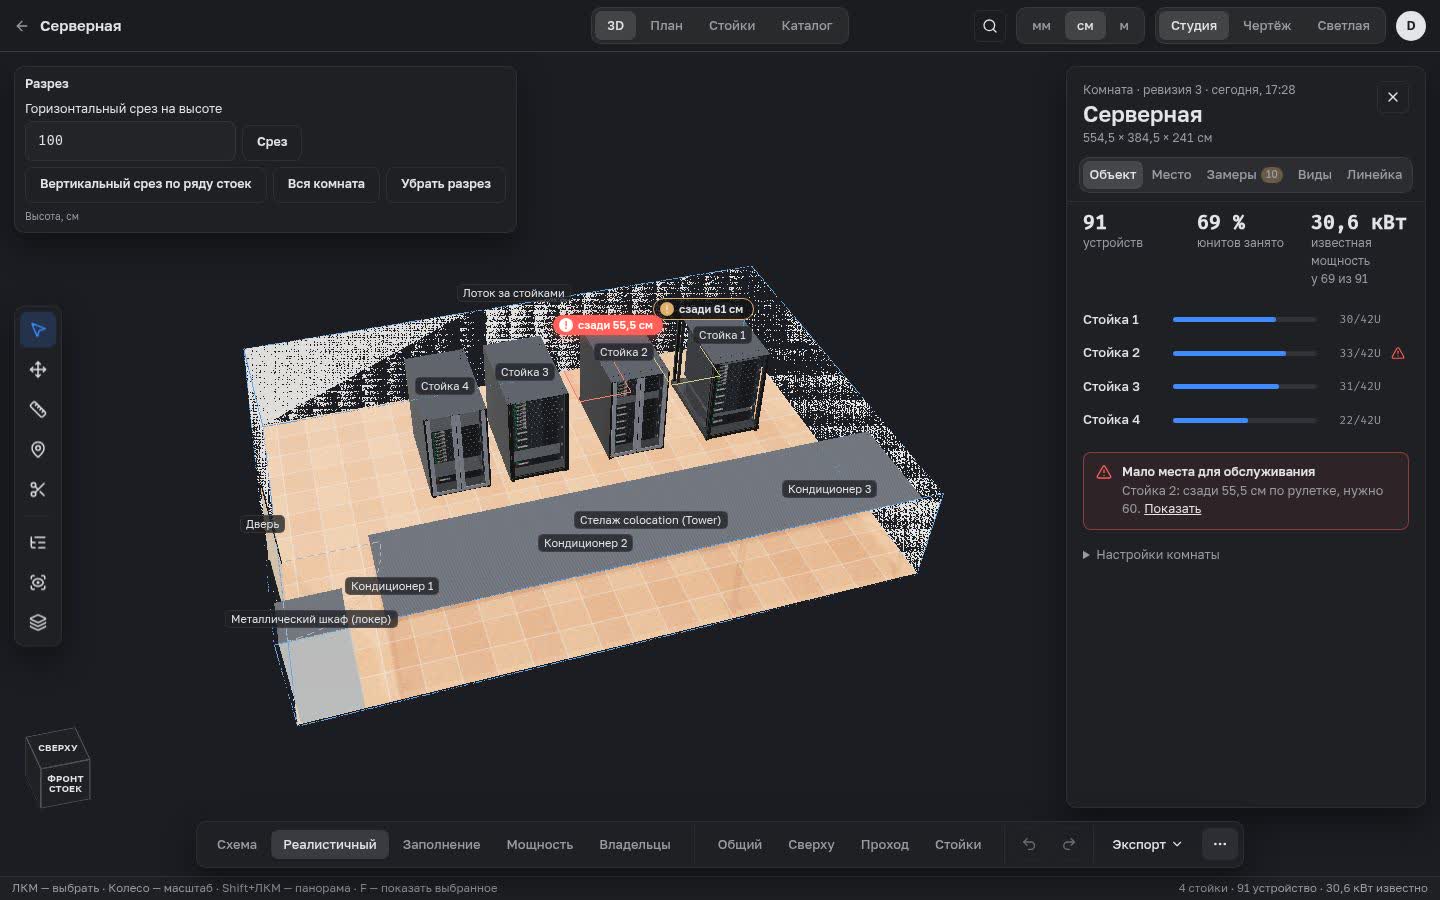 Серверная
3D План Стойки Каталог
мм см м
Студия Чертёж Светлая
D
Разрез
Горизонтальный срез на высоте
100
Срез
Вертикальный срез по ряду стоек
Вся комната
Убрать разрез
Высота, см
Комната · ревизия 3 · сегодня, 17:28
Серверная
554,5 × 384,5 × 241 см
Объект Место Замеры 10 Виды Линейка
91
устройств
69 %
юнитов занято
30,6 кВт
известная
мощность
у 69 из 91
Стойка 1 30/42U
Стойка 2 33/42U
Стойка 3 31/42U
Стойка 4 22/42U
Мало места для обслуживания
Стойка 2: сзади 55,5 см по рулетке, нужно
60. Показать
Настройки комнаты
Лоток за стойками
сзади 61 см
сзади 55,5 см
Стойка 1
Стойка 2
Стойка 3
Стойка 4
Кондиционер 3
Стелаж colocation (Tower)
Дверь
Кондиционер 2
Кондиционер 1
Металлический шкаф (локер)
СВЕРХУ
ФРОНТ
СТОЕК
Схема Реалистичный Заполнение Мощность Владельцы
Общий Сверху Проход Стойки
Экспорт
ЛКМ — выбрать · Колесо — масштаб · Shift+ЛКМ — панорама · F — показать выбранное
4 стойки · 91 устройство · 30,6 кВт известно